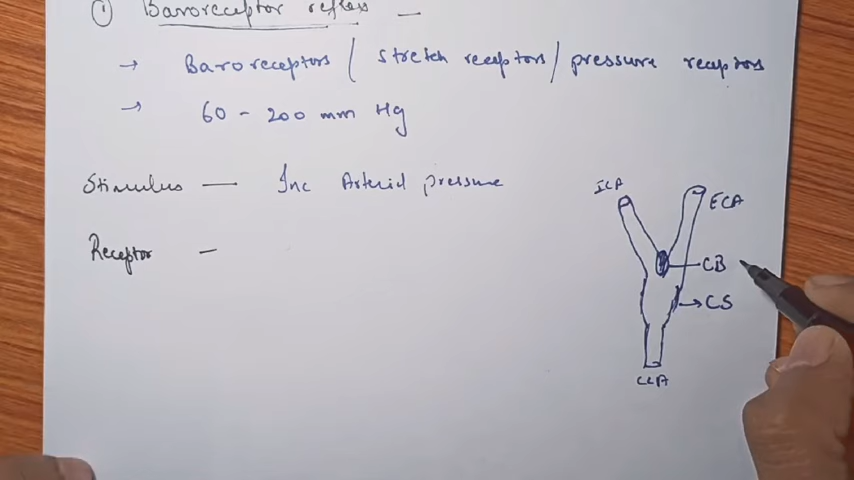 ① Baroreceptor reflex —
→ Baroreceptors / stretch receptors / pressure receptors
→ 60 - 200 mm Hg
Stimulus — Inc Arterial pressure
Receptor -
ICA
ECA
CB
CS
CCA